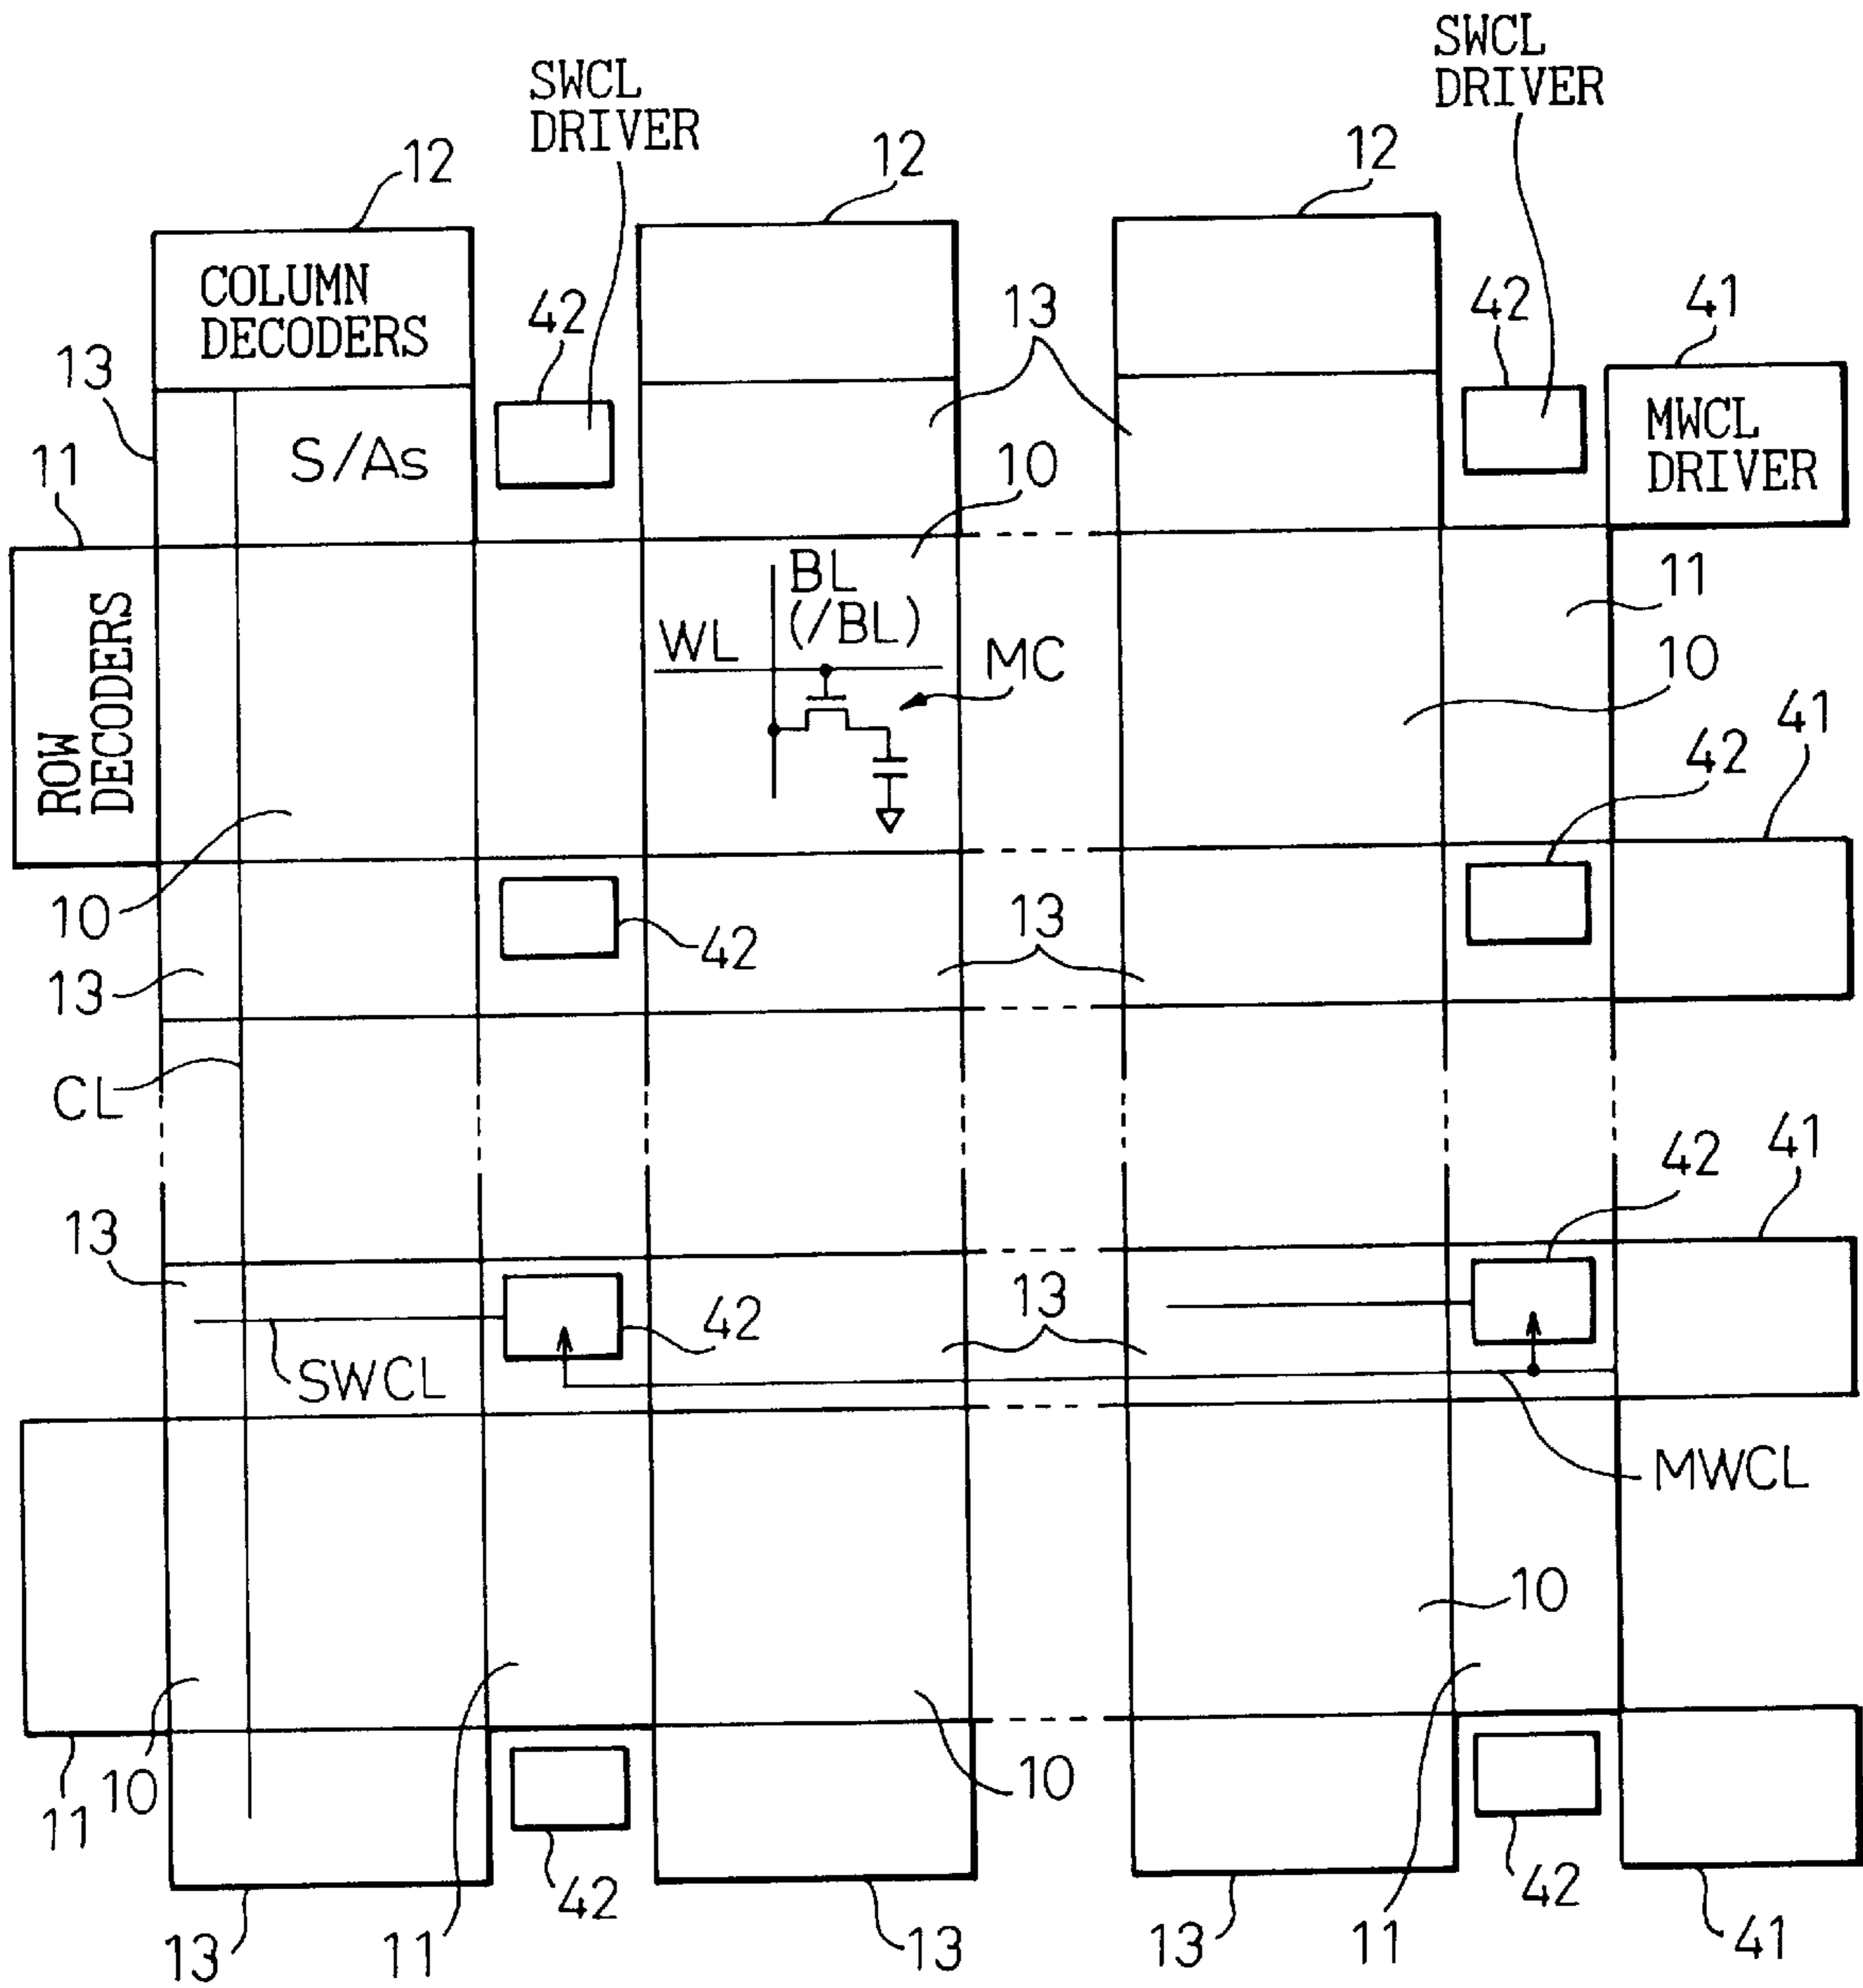 SWCL
DRIVER
SWCL
DRIVER
12
12
12
COLUMN
DECODERS
42
13
42
41
13
S/As
MWCL
DRIVER
11
10
BL
(/BL)
11
WL
MC
10
ROW
DECODERS
42
41
10
42
13
13
CL
42
41
13
42
13
SWCL
MWCL
10
10
11
10
42
42
13
11
13
13
11
41